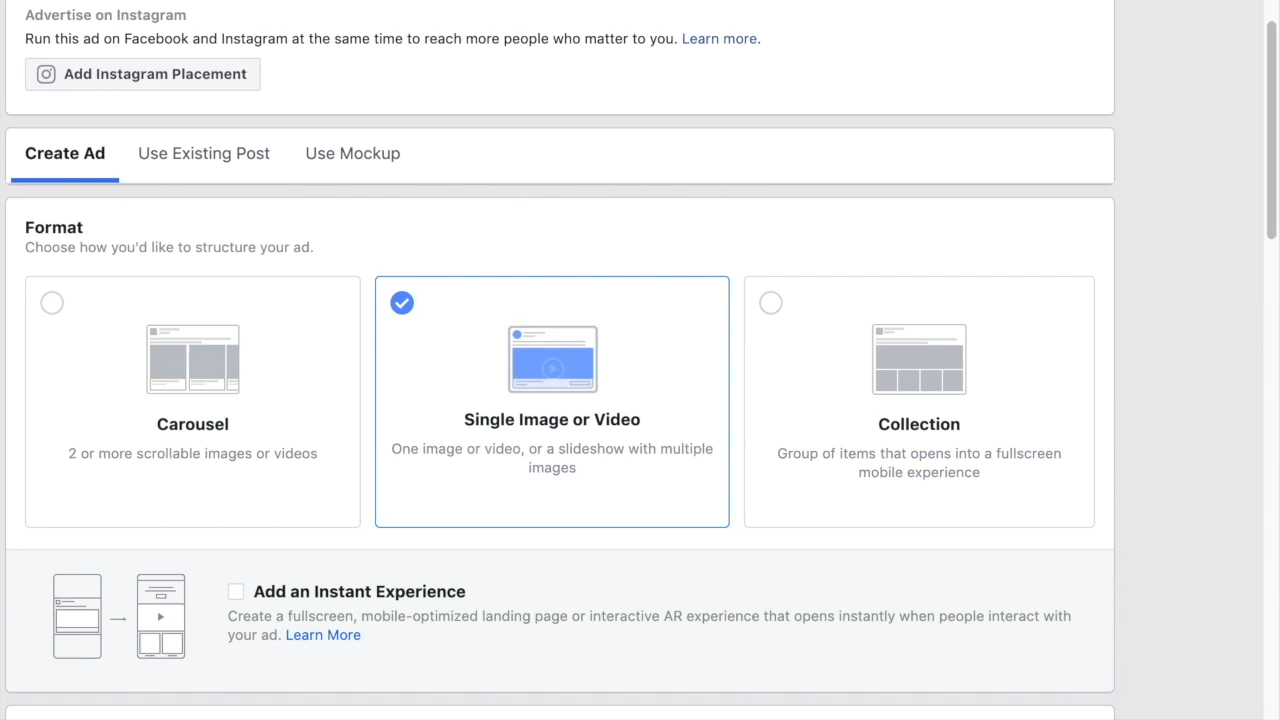 Advertise on Instagram
Run this ad on Facebook and Instagram at the same time to reach more people who matter to you. Learn more.
Add Instagram Placement
Create Ad
Use Existing Post
Use Mockup
Format
Choose how you'd like to structure your ad.
Carousel
2 or more scrollable images or videos
Single Image or Video
One image or video, or a slideshow with multiple
images
Collection
Group of items that opens into a fullscreen
mobile experience
Add an Instant Experience
Create a fullscreen, mobile-optimized landing page or interactive AR experience that opens instantly when people interact with
your ad. Learn More